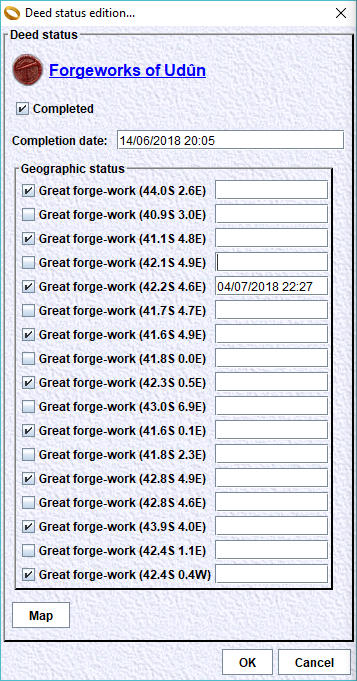 Deed status edition...
Deed status
Forgeworks of Udûn
Completed
Completion date: 14/06/2018 20:05
Geographic status
Great forge-work (44.0S 2.6E)
Great forge-work (40.9S 3.0E)
Great forge-work (41.1S 4.8E)
Great forge-work (42.1S 4.9E)
Great forge-work (42.2S 4.6E) 04/07/2018 22:27
Great forge-work (41.7S 4.7E)
Great forge-work (41.6S 4.9E)
Great forge-work (41.8S 0.0E)
Great forge-work (42.3S 0.5E)
Great forge-work (43.0S 6.9E)
Great forge-work (41.6S 0.1E)
Great forge-work (41.8S 2.3E)
Great forge-work (42.8S 4.9E)
Great forge-work (42.8S 4.6E)
Great forge-work (43.9S 4.0E)
Great forge-work (42.4S 1.1E)
Great forge-work (42.4S 0.4W)
Map
OK Cancel